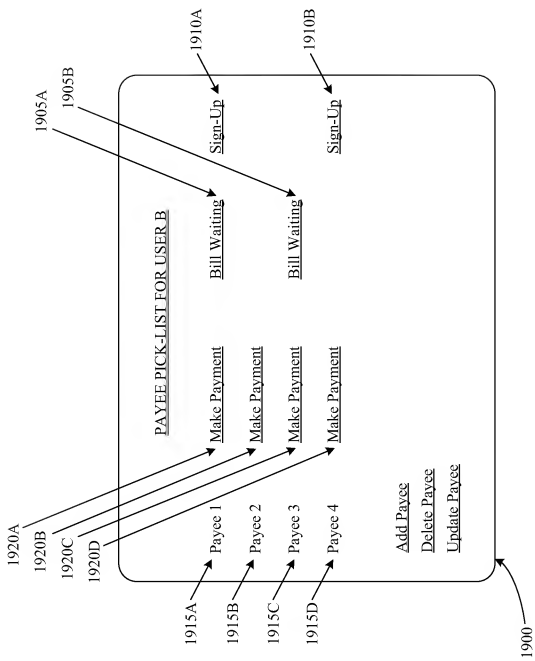 1905A
1905B
1920A
1920B
1920C
1920D
PAYEE PICK-LIST FOR USER B
1915A Payee 1 Make Payment Bill Waiting Sign-Up 1910A
1915B Payee 2 Make Payment
1915C Payee 3 Make Payment Bill Waiting
1915D Payee 4 Make Payment Sign-Up 1910B
Add Payee
Delete Payee
Update Payee
1900